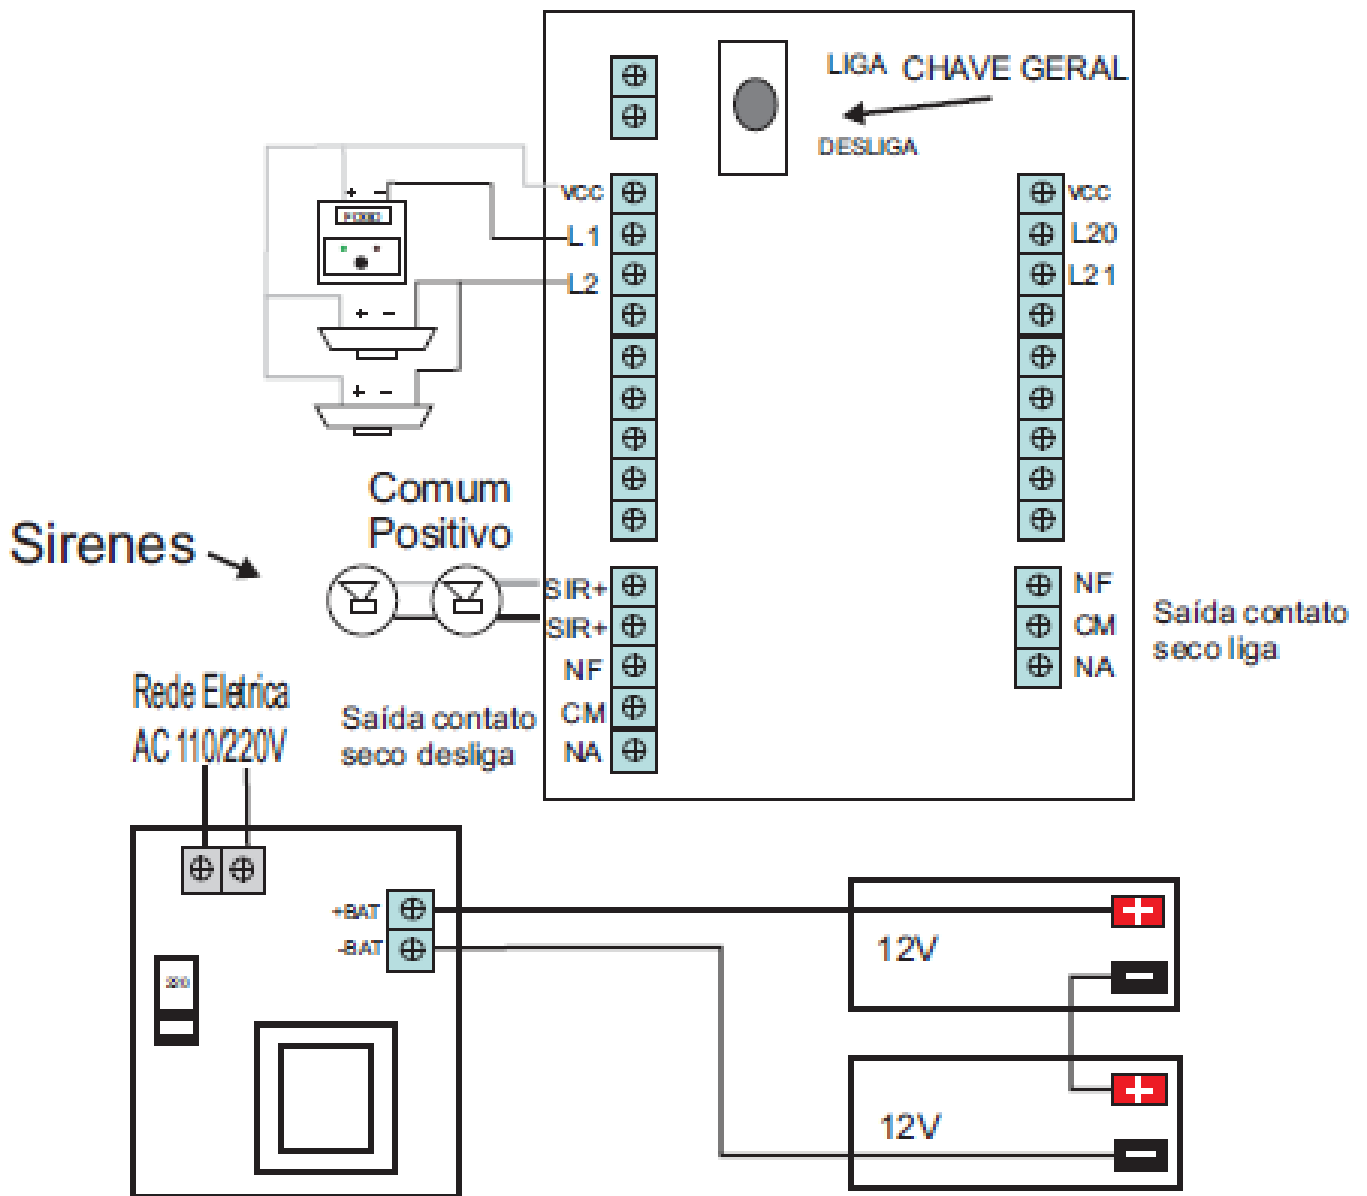 LIGA CHAVE GERAL
DESLIGA
VCC
L1
L2
VCC
L20
L21
FOGO
+ -
+ -
+ -
Comum
Positivo
Sirenes
SIR+
SIR+
NF
CM
NA
NF
CM
NA
Saída contato
seco liga
Saída contato
seco desliga
Rede Eletrica
AC 110/220V
+BAT
-BAT
220
12V
+
-
12V
+
-